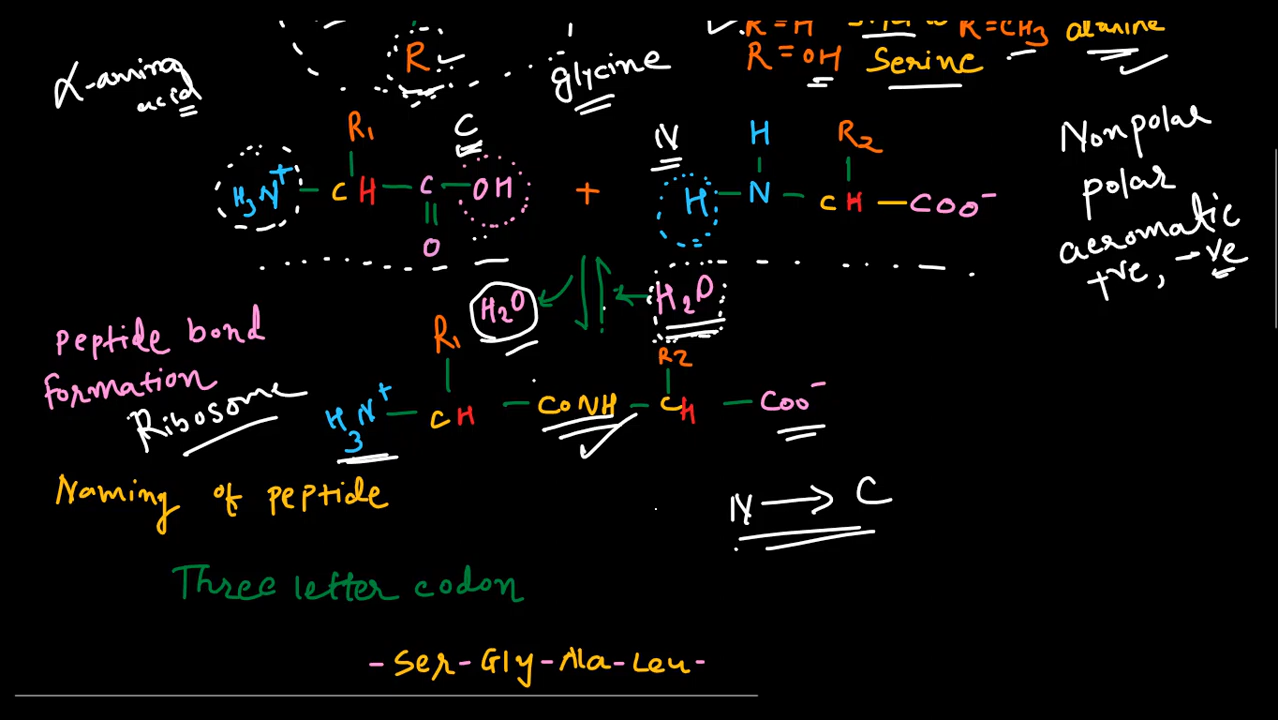 R=H R=CH3 alanine
R=OH Serine
R
glycine
α-amino
acid
R1 C N H R2
H3N+ - CH - C - OH + H - N - CH - COO-
O
Nonpolar
polar
aeromatic
+ve, -ve
H2O H2O
Peptide bond
formation
Ribosome
R1 R2
H3N+ - CH - CONH - CH - COO-
Naming of peptide
N → C
Three letter codon
-Ser-Gly-Ala-Leu-